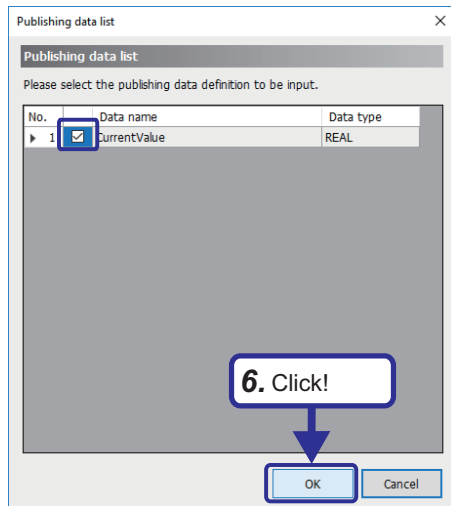 Publishing data list
Publishing data list
Please select the publishing data definition to be input.
No. Data name Data type
1 CurrentValue REAL
6. Click!
OK Cancel